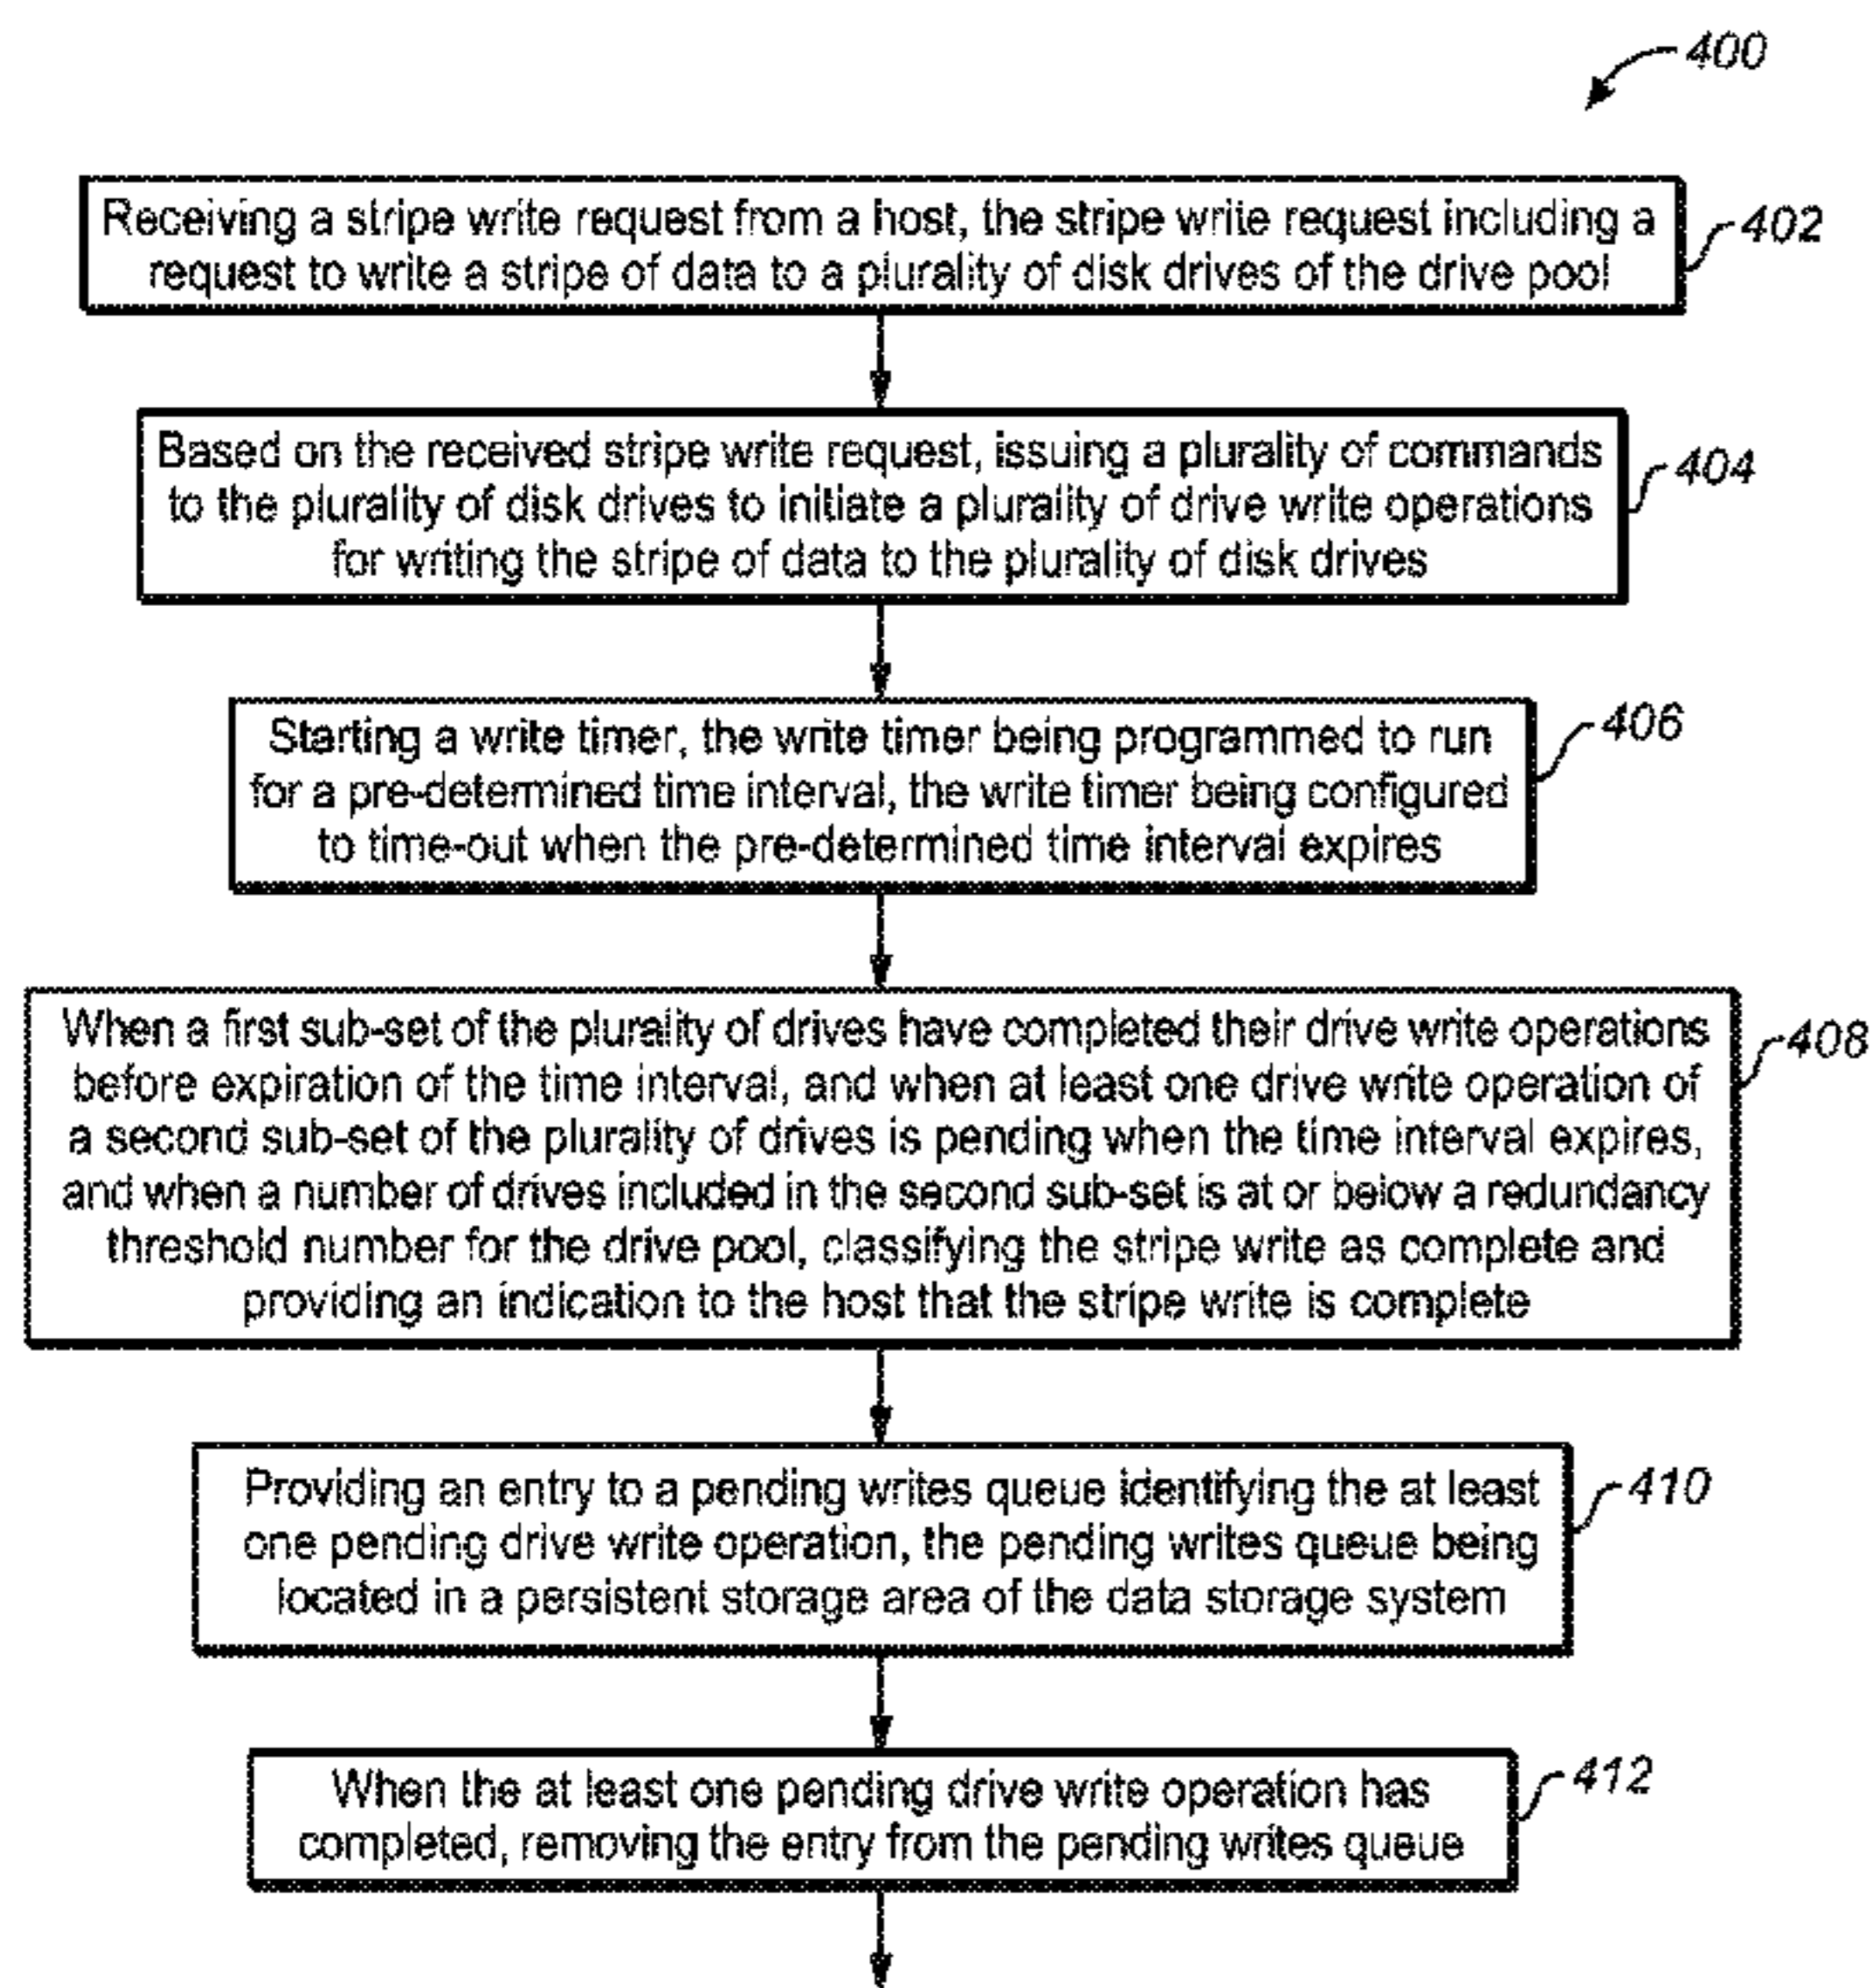 400
Receiving a stripe write request from a host, the stripe write request including a
request to write a stripe of data to a plurality of disk drives of the drive pool
402
Based on the received stripe write request, issuing a plurality of commands
to the plurality of disk drives to initiate a plurality of drive write operations
for writing the stripe of data to the plurality of disk drives
404
Starting a write timer, the write timer being programmed to run
for a pre-determined time interval, the write timer being configured
to time-out when the pre-determined time interval expires
406
When a first sub-set of the plurality of drives have completed their drive write operations
before expiration of the time interval, and when at least one drive write operation of
a second sub-set of the plurality of drives is pending when the time interval expires,
and when a number of drives included in the second sub-set is at or below a redundancy
threshold number for the drive pool, classifying the stripe write as complete and
providing an indication to the host that the stripe write is complete
408
Providing an entry to a pending writes queue identifying the at least
one pending drive write operation, the pending writes queue being
located in a persistent storage area of the data storage system
410
When the at least one pending drive write operation has
completed, removing the entry from the pending writes queue
412